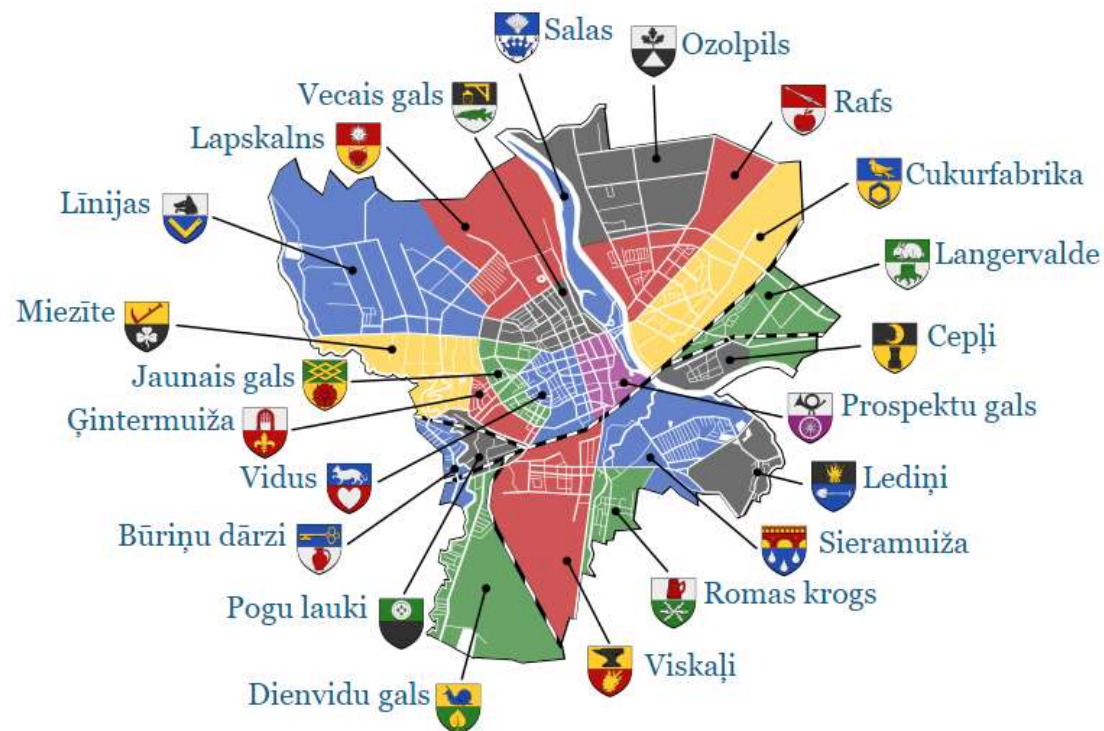 Salas
Ozolpils
Vecais gals
Rafs
Lapskalns
Cukurfabrika
Līnijas
Langervalde
Miezīte
Cepļi
Jaunais gals
Prospektu gals
Ģintermuiža
Vidus
Lediņi
Būriņu dārzi
Sieramuiža
Pogu lauki
Romas krogs
Viskaļi
Dienvidu gals